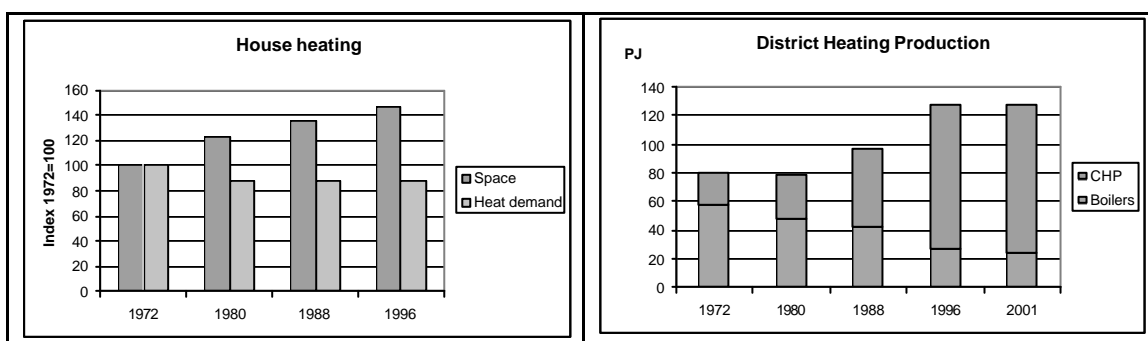 House heating
Index 1972=100
160
140
120
100
80
60
40
20
0
1972 1980 1988 1996
Space
Heat demand
District Heating Production
PJ
140
120
100
80
60
40
20
0
1972 1980 1988 1996 2001
CHP
Boilers